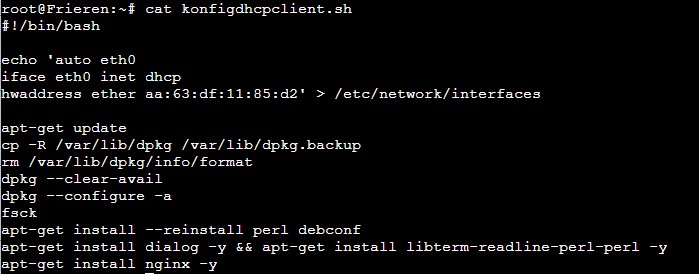 root@Frieren:~# cat konfigdhcpclient.sh
#!/bin/bash
echo 'auto eth0
iface eth0 inet dhcp
hwaddress ether aa:63:df:11:85:d2' > /etc/network/interfaces
apt-get update
cp -R /var/lib/dpkg /var/lib/dpkg.backup
rm /var/lib/dpkg/info/format
dpkg --clear-avail
dpkg --configure -a
fsck
apt-get install --reinstall perl debconf
apt-get install dialog -y && apt-get install libterm-readline-perl-perl -y
apt-get install nginx -y